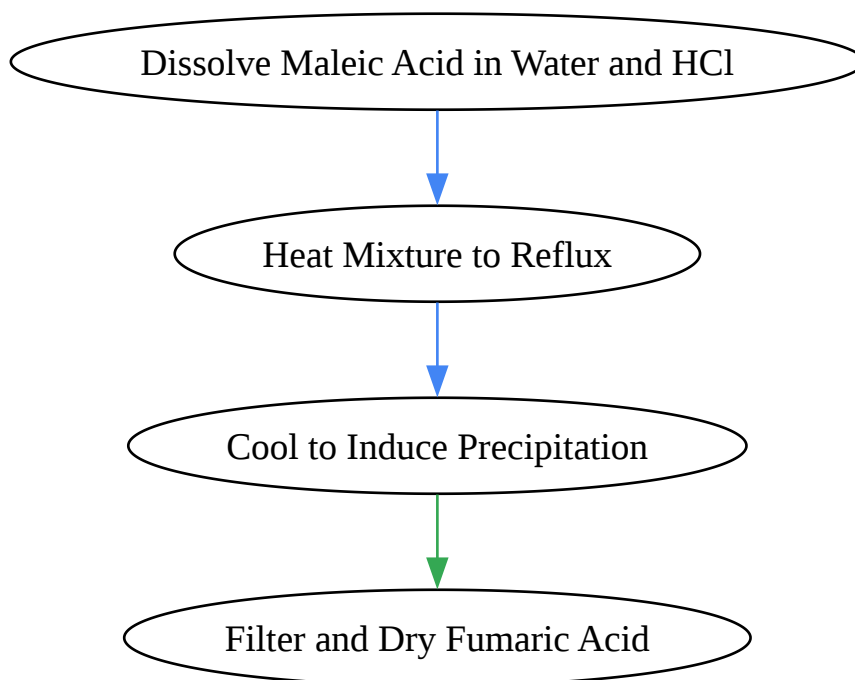 Dissolve Maleic Acid in Water and HCl
Heat Mixture to Reflux
Cool to Induce Precipitation
Filter and Dry Fumaric Acid